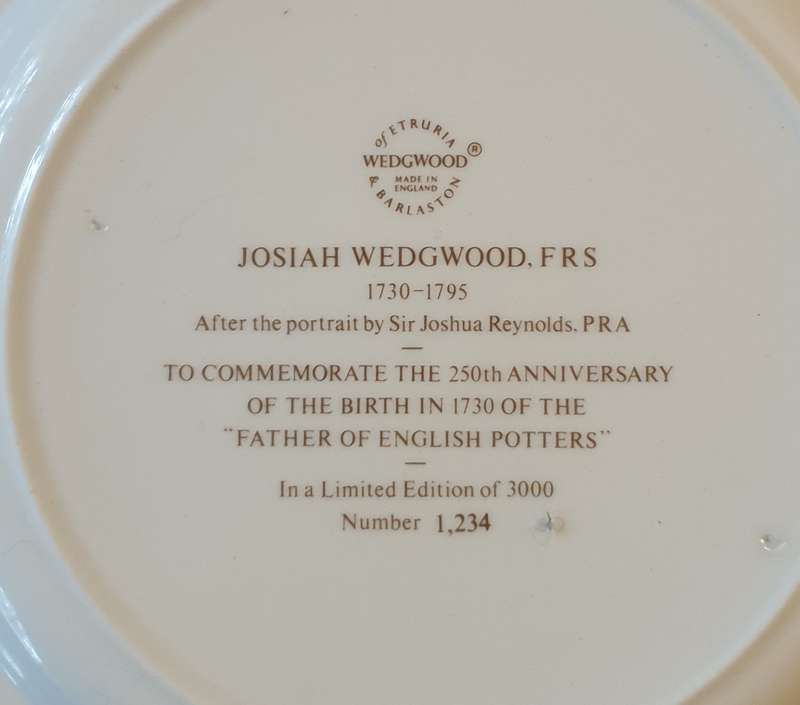 of ETRURIA
WEDGWOOD®
MADE IN
ENGLAND
& BARLASTON
JOSIAH WEDGWOOD, FRS
1730-1795
After the portrait by Sir Joshua Reynolds, PRA
TO COMMEMORATE THE 250th ANNIVERSARY
OF THE BIRTH IN 1730 OF THE
"FATHER OF ENGLISH POTTERS"
In a Limited Edition of 3000
Number 1,234